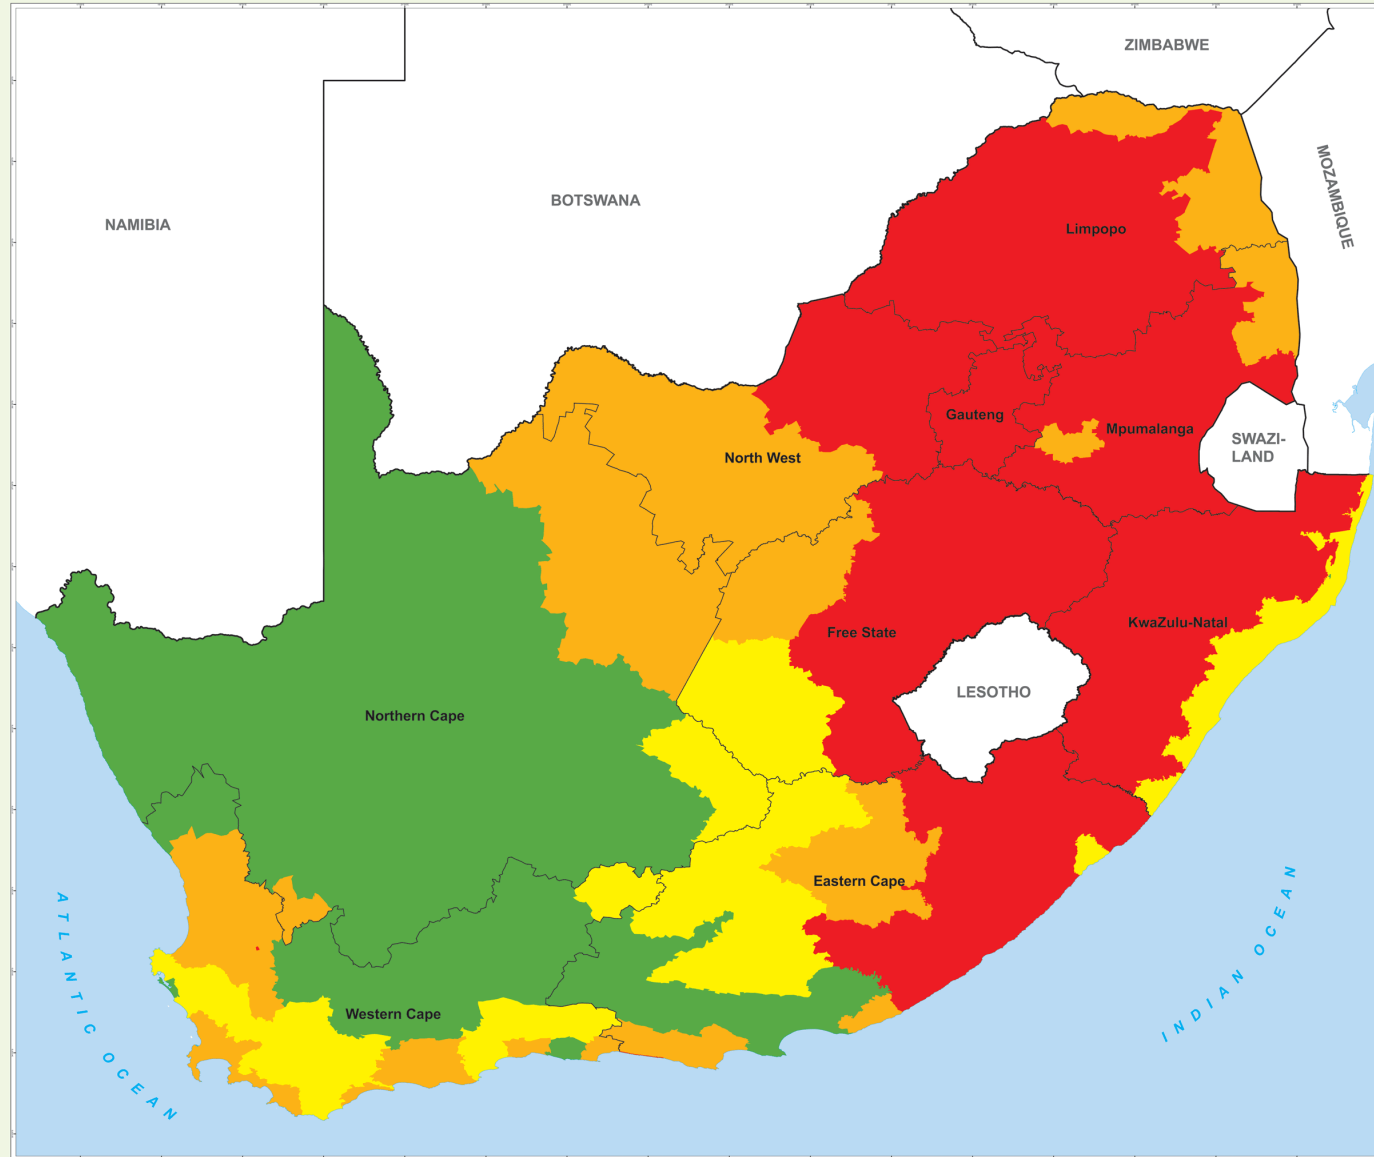 ZIMBABWE
MOZAMBIQUE
BOTSWANA
NAMIBIA
Limpopo
Gauteng
Mpumalanga
SWAZI-
LAND
North West
KwaZulu-Natal
Free State
LESOTHO
Northern Cape
Eastern Cape
Western Cape
ATLANTIC OCEAN
INDIAN OCEAN